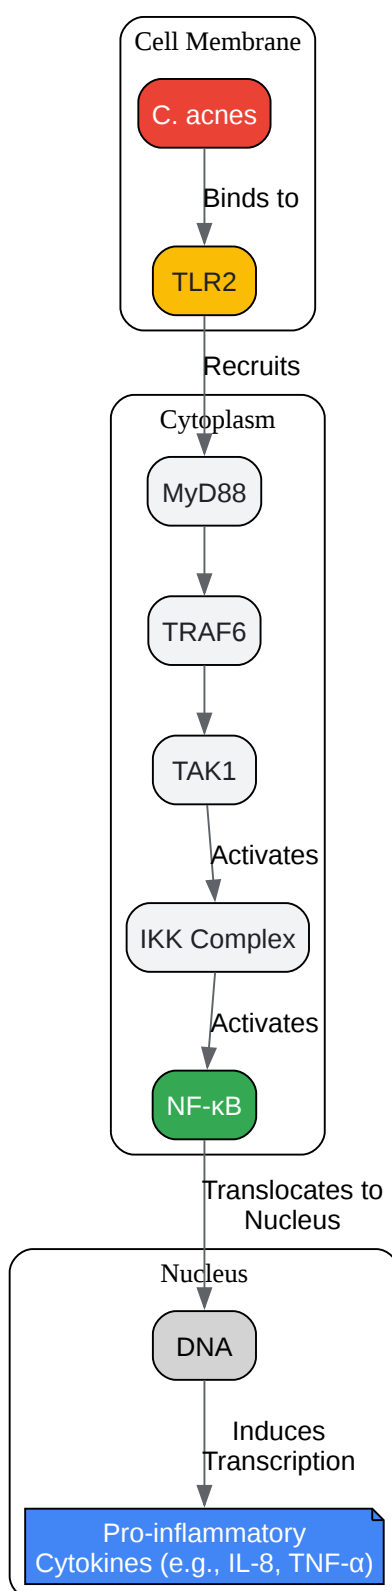 Cell Membrane
C. acnes
Binds to
TLR2
Recruits
Cytoplasm
MyD88
TRAF6
TAK1
Activates
IKK Complex
Activates
NF-κB
Translocates to
Nucleus
Nucleus
DNA
Induces
Transcription
Pro-inflammatory
Cytokines (e.g., IL-8, TNF-α)